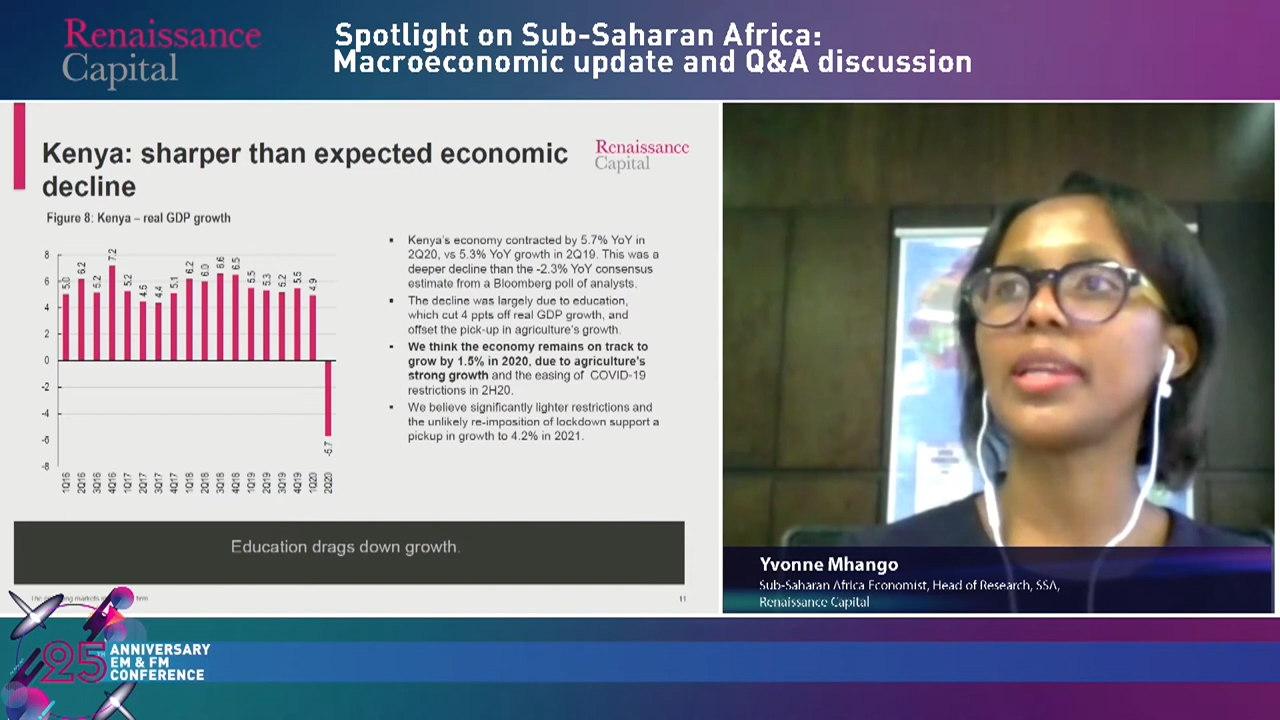 Renaissance
Capital
Spotlight on Sub-Saharan Africa:
Macroeconomic update and Q&A discussion
Kenya: sharper than expected economic
decline
Renaissance
Capital
Figure 8: Kenya – real GDP growth
8
6
4
2
0
-2
-4
-6
-8
5.0
6.2
5.2
7.2
5.2
4.5
4.4
5.1
6.2
6.0
6.6
6.5
5.5
5.3
5.2
5.5
4.9
-5.7
1Q16
2Q16
3Q16
4Q16
1Q17
2Q17
3Q17
4Q17
1Q18
2Q18
3Q18
4Q18
1Q19
2Q19
3Q19
4Q19
1Q20
2Q20
▪ Kenya's economy contracted by 5.7% YoY in
2Q20, vs 5.3% YoY growth in 2Q19. This was a
deeper decline than the -2.3% YoY consensus
estimate from a Bloomberg poll of analysts.
▪ The decline was largely due to education,
which cut 4 ppts off real GDP growth, and
offset the pick-up in agriculture's growth.
▪ We think the economy remains on track to
grow by 1.5% in 2020, due to agriculture's
strong growth and the easing of COVID-19
restrictions in 2H20.
▪ We believe significantly lighter restrictions and
the unlikely re-imposition of lockdown support a
pickup in growth to 4.2% in 2021.
Education drags down growth.
11
Yvonne Mhango
Sub-Saharan Africa Economist, Head of Research, SSA,
Renaissance Capital
25TH
ANNIVERSARY
EM & FM
CONFERENCE